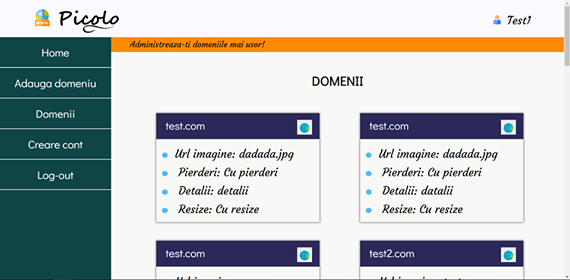 Picolo
Test1
Administreaza-ti domeniile mai usor!
Home
Adauga domeniu
Domenii
Creare cont
Log-out
DOMENII
test.com
Url imagine: dadada.jpg
Pierderi: Cu pierderi
Detalii: detalii
Resize: Cu resize
test.com
Url imagine: dadada.jpg
Pierderi: Cu pierderi
Detalii: datalii
Resize: Cu resize
test.com
test2.com